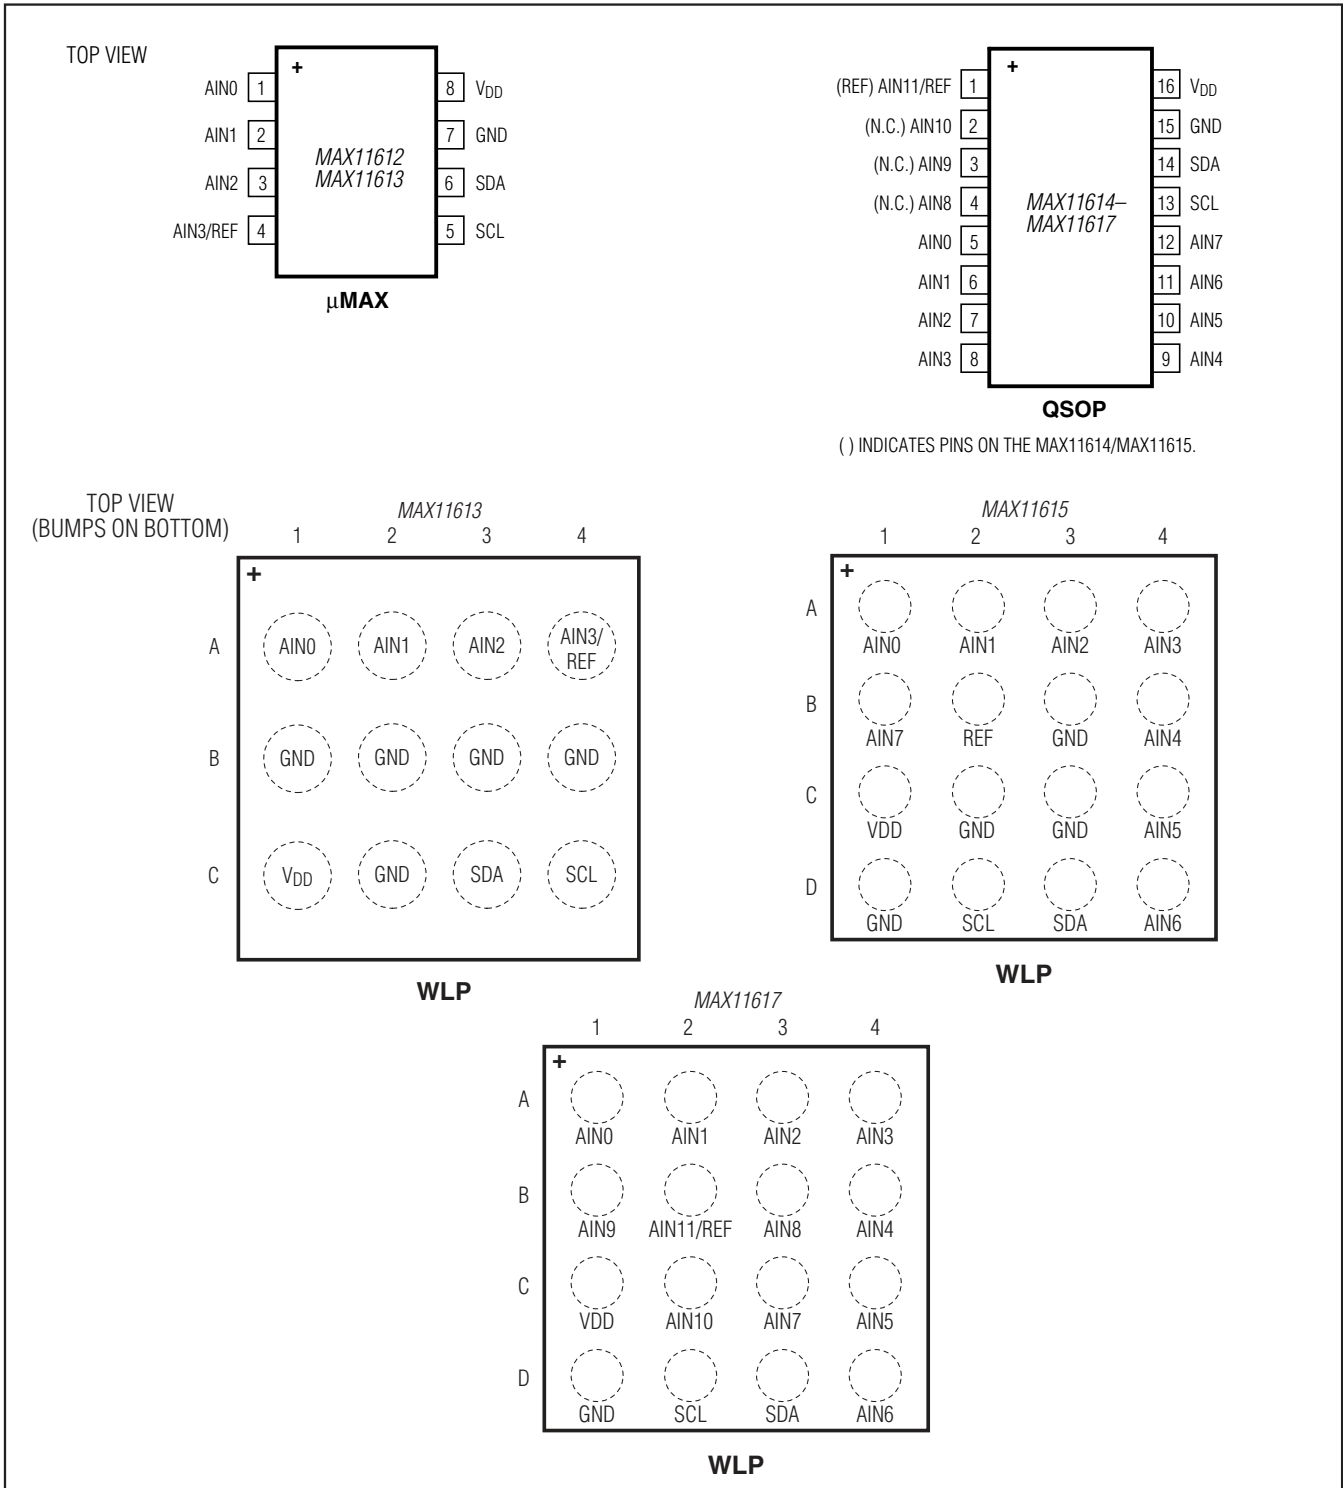 TOP VIEW
+
AIN0 1 8 VDD
AIN1 2 7 GND
AIN2 3 6 SDA
AIN3/REF 4 5 SCL
MAX11612
MAX11613
µMAX
+
(REF) AIN11/REF 1 16 VDD
(N.C.) AIN10 2 15 GND
(N.C.) AIN9 3 14 SDA
(N.C.) AIN8 4 13 SCL
AIN0 5 12 AIN7
AIN1 6 11 AIN6
AIN2 7 10 AIN5
AIN3 8 9 AIN4
MAX11614–
MAX11617
QSOP
( ) INDICATES PINS ON THE MAX11614/MAX11615.
TOP VIEW
(BUMPS ON BOTTOM)
MAX11613
1 2 3 4
+
A AIN0 AIN1 AIN2 AIN3/
REF
B GND GND GND GND
C VDD GND SDA SCL
WLP
MAX11615
1 2 3 4
+
A
AIN0 AIN1 AIN2 AIN3
B
AIN7 REF GND AIN4
C
VDD GND GND AIN5
D
GND SCL SDA AIN6
WLP
MAX11617
1 2 3 4
+
A
AIN0 AIN1 AIN2 AIN3
B
AIN9 AIN11/REF AIN8 AIN4
C
VDD AIN10 AIN7 AIN5
D
GND SCL SDA AIN6
WLP